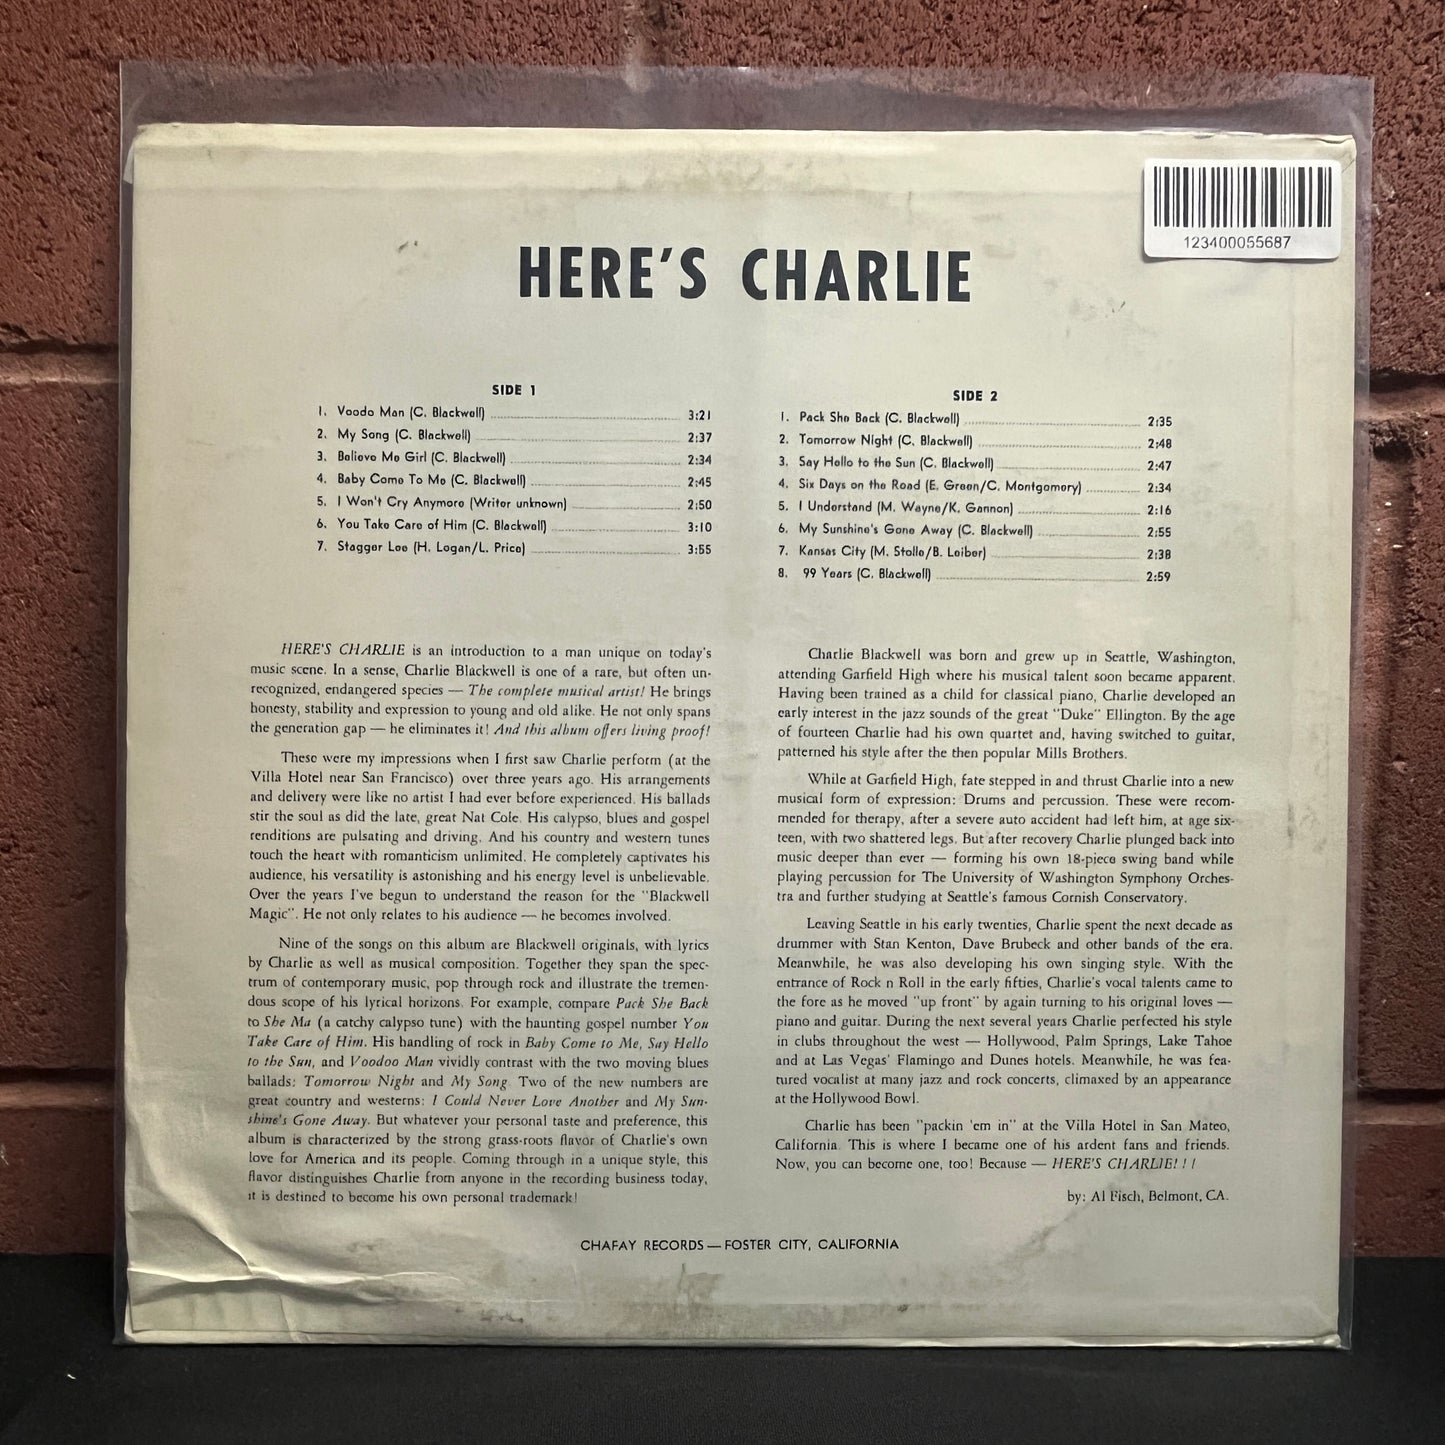 123400055687
HERE'S CHARLIE
SIDE 1
1. Voodo Man (C. Blackwell) 3:21
2. My Song (C. Blackwell) 2:37
3. Believe Me Girl (C. Blackwell) 2:34
4. Baby Come To Me (C. Blackwell) 2:45
5. I Won't Cry Anymore (Writer unknown) 2:50
6. You Take Care of Him (C. Blackwell) 3:10
7. Stagger Lee (H. Logan/L. Price) 3:55
SIDE 2
1. Pack She Back (C. Blackwell) 2:35
2. Tomorrow Night (C. Blackwell) 2:48
3. Say Hello to the Sun (C. Blackwell) 2:47
4. Six Days on the Road (E. Green/C. Montgomery) 2:34
5. I Understand (M. Wayne/K. Gannon) 2:16
6. My Sunshine's Gone Away (C. Blackwell) 2:55
7. Kansas City (M. Stolle/B. Leiber) 2:38
8. 99 Years (C. Blackwell) 2:59
HERE'S CHARLIE is an introduction to a man unique on today's
music scene. In a sense, Charlie Blackwell is one of a rare, but often un-
recognized, endangered species — The complete musical artist! He brings
honesty, stability and expression to young and old alike. He not only spans
the generation gap — he eliminates it! And this album offers living proof!
These were my impressions when I first saw Charlie perform (at the
Villa Hotel near San Francisco) over three years ago. His arrangements
and delivery were like no artist I had ever before experienced. His ballads
stir the soul as did the late, great Nat Cole. His calypso, blues and gospel
renditions are pulsating and driving. And his country and western tunes
touch the heart with romanticism unlimited. He completely captivates his
audience, his versatility is astonishing and his energy level is unbelievable.
Over the years I've begun to understand the reason for the "Blackwell
Magic". He not only relates to his audience — he becomes involved.
Nine of the songs on this album are Blackwell originals, with lyrics
by Charlie as well as musical composition. Together they span the spec-
trum of contemporary music, pop through rock and illustrate the tremen-
dous scope of his lyrical horizons. For example, compare Pack She Back
to She Ma (a catchy calypso tune) with the haunting gospel number You
Take Care of Him. His handling of rock in Baby Come to Me, Say Hello
to the Sun, and Voodoo Man vividly contrast with the two moving blues
ballads; Tomorrow Night and My Song. Two of the new numbers are
great country and westerns: I Could Never Love Another and My Sun-
shine's Gone Away. But whatever your personal taste and preference, this
album is characterized by the strong grass-roots flavor of Charlie's own
love for America and its people. Coming through in a unique style, this
flavor distinguishes Charlie from anyone in the recording business today,
it is destined to become his own personal trademark!
Charlie Blackwell was born and grew up in Seattle, Washington,
attending Garfield High where his musical talent soon became apparent.
Having been trained as a child for classical piano, Charlie developed an
early interest in the jazz sounds of the great "Duke" Ellington. By the age
of fourteen Charlie had his own quartet and, having switched to guitar,
patterned his style after the then popular Mills Brothers.
While at Garfield High, fate stepped in and thrust Charlie into a new
musical form of expression: Drums and percussion. These were recom-
mended for therapy, after a severe auto accident had left him, at age six-
teen, with two shattered legs. But after recovery Charlie plunged back into
music deeper than ever — forming his own 18-piece swing band while
playing percussion for The University of Washington Symphony Orches-
tra and further studying at Seattle's famous Cornish Conservatory.
Leaving Seattle in his early twenties, Charlie spent the next decade as
drummer with Stan Kenton, Dave Brubeck and other bands of the era.
Meanwhile, he was also developing his own singing style. With the
entrance of Rock n Roll in the early fifties, Charlie's vocal talents came to
the fore as he moved "up front" by again turning to his original loves —
piano and guitar. During the next several years Charlie perfected his style
in clubs throughout the west — Hollywood, Palm Springs, Lake Tahoe
and at Las Vegas' Flamingo and Dunes hotels. Meanwhile, he was fea-
tured vocalist at many jazz and rock concerts, climaxed by an appearance
at the Hollywood Bowl.
Charlie has been "packin 'em in" at the Villa Hotel in San Mateo,
California. This is where I became one of his ardent fans and friends.
Now, you can become one, too! Because — HERE'S CHARLIE! ! !
by: Al Fisch, Belmont, CA.
CHAFAY RECORDS — FOSTER CITY, CALIFORNIA